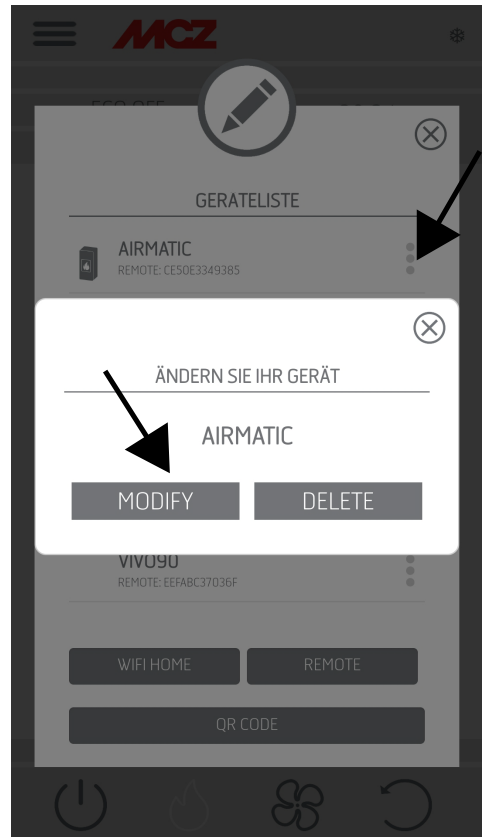 MCZ
GERATELISTE
AIRMATIC
REMOTE: CE50E3349385
ÄNDERN SIE IHR GERÄT
AIRMATIC
MODIFY DELETE
VIVO90
REMOTE: EEFABC37036F
WIFI HOME REMOTE
QR CODE